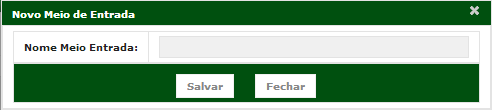 Novo Meio de Entrada
Nome Meio Entrada:
Salvar Fechar